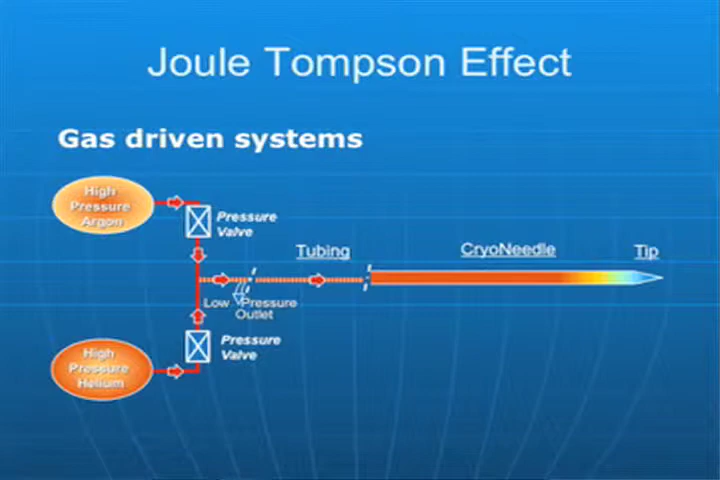 Joule Tompson Effect
Gas driven systems
High
Pressure
Argon
Pressure
Valve
Tubing
CryoNeedle
Tip
Low Pressure
Outlet
Pressure
Valve
High
Pressure
Helium